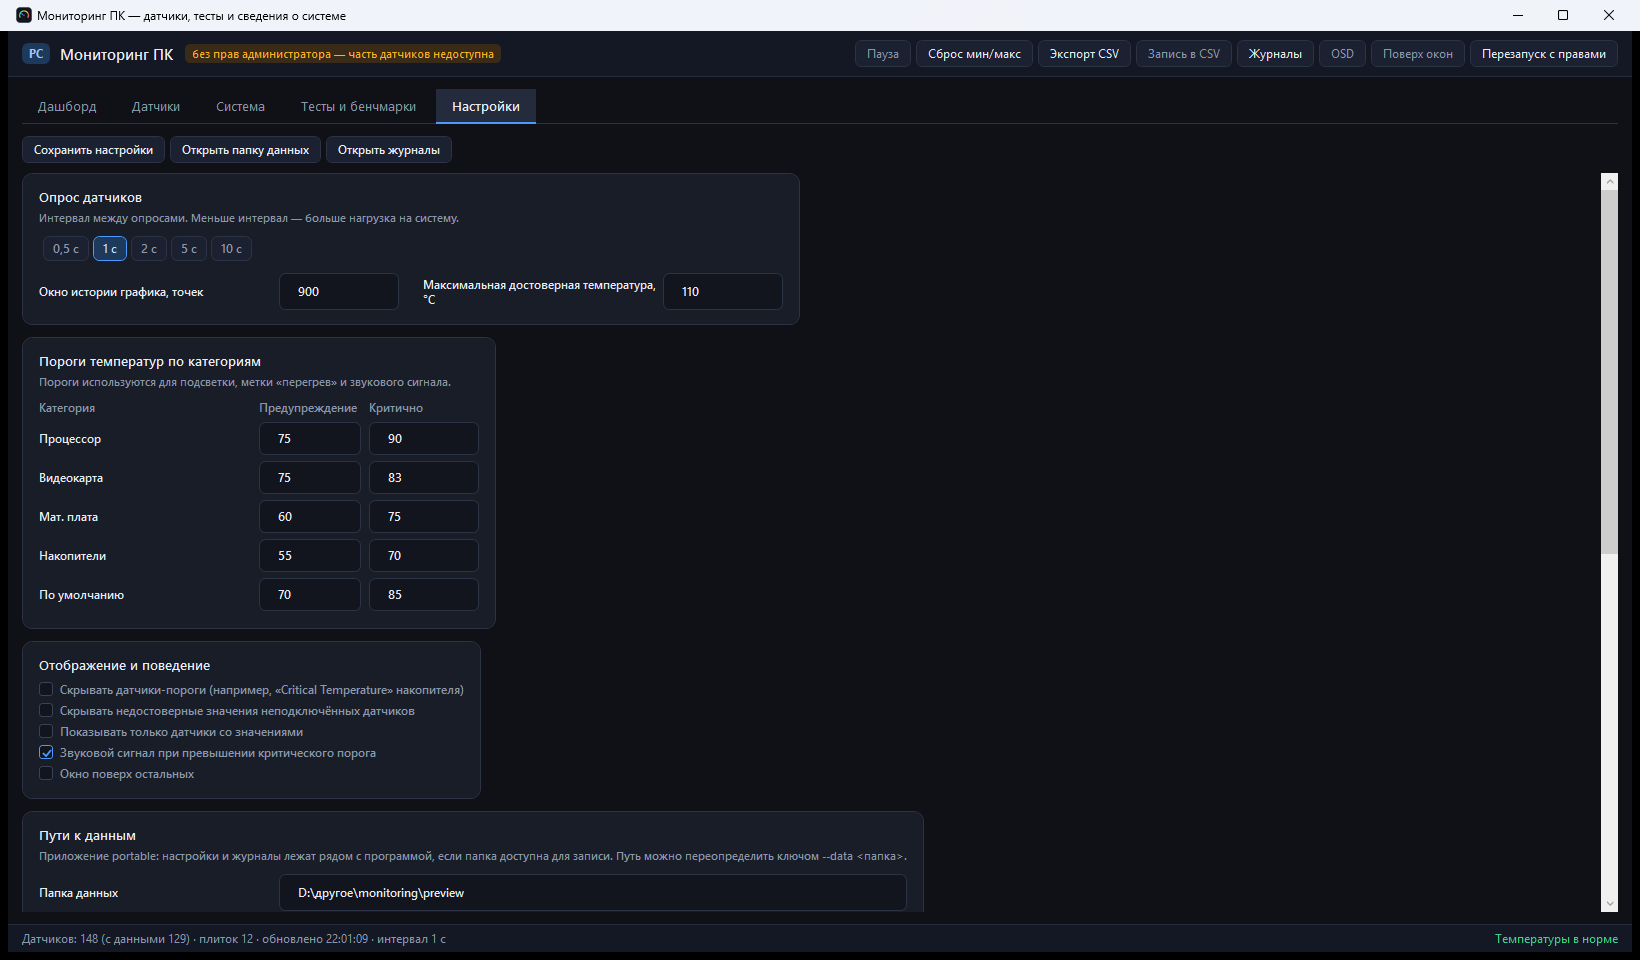 Мониторинг ПК — датчики, тесты и сведения о системе
PC Мониторинг ПК без прав администратора — часть датчиков недоступна Пауза Сброс мин/макс Экспорт CSV Запись в CSV Журналы OSD Поверх окон Перезапуск с правами
Дашборд Датчики Система Тесты и бенчмарки Настройки
Сохранить настройки Открыть папку данных Открыть журналы
Опрос датчиков
Интервал между опросами. Меньше интервал — больше нагрузка на систему.
0,5 с 1 с 2 с 5 с 10 с
Окно истории графика, точек 900 Максимальная достоверная температура, °C 110
Пороги температур по категориям
Пороги используются для подсветки, метки «перегрев» и звукового сигнала.
Категория Предупреждение Критично
Процессор 75 90
Видеокарта 75 83
Мат. плата 60 75
Накопители 55 70
По умолчанию 70 85
Отображение и поведение
Скрывать датчики-пороги (например, «Critical Temperature» накопителя)
Скрывать недостоверные значения неподключённых датчиков
Показывать только датчики со значениями
Звуковой сигнал при превышении критического порога
Окно поверх остальных
Пути к данным
Приложение portable: настройки и журналы лежат рядом с программой, если папка доступна для записи. Путь можно переопределить ключом --data <папка>.
Папка данных D:\другое\monitoring\preview
Датчиков: 148 (с данными 129) · плиток 12 · обновлено 22:01:09 · интервал 1 с Температуры в норме